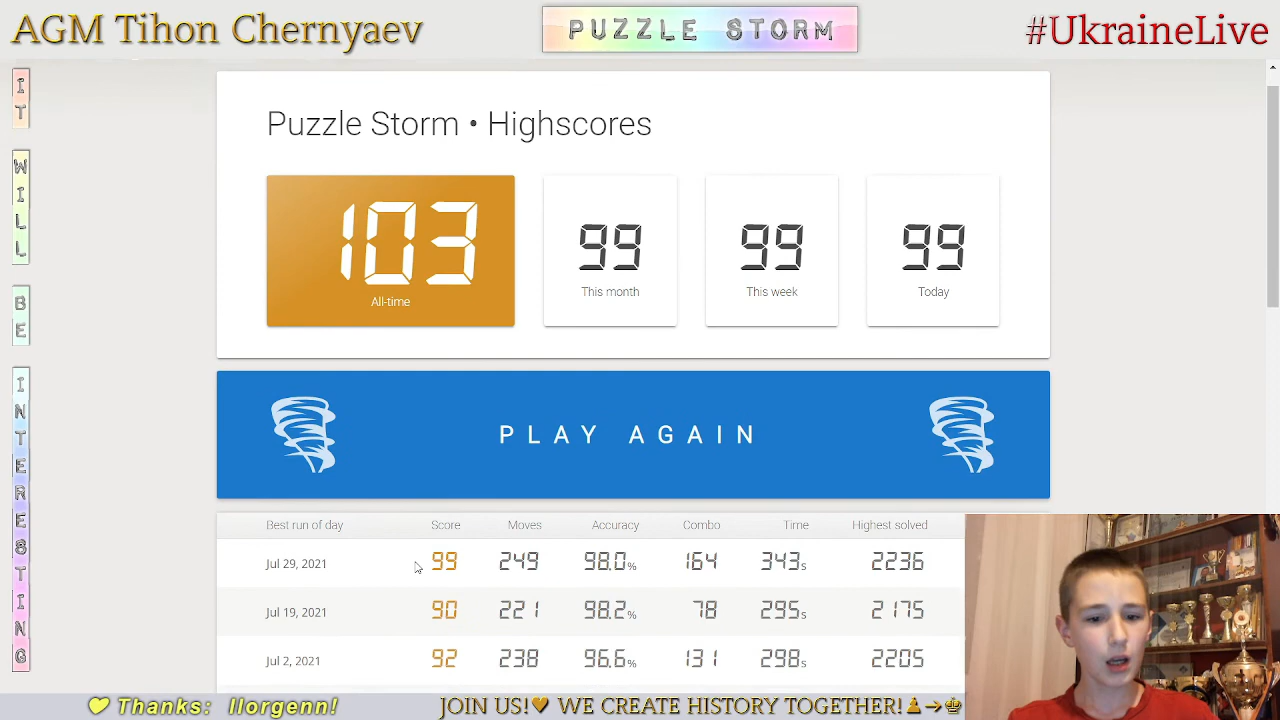 AGM Tihon Chernyaev
PUZZLE STORM
#UkraineLive
IT
WILL
BE
INTERESTING
Puzzle Storm • Highscores
103
All-time
99
This month
99
This week
99
Today
PLAY AGAIN
Best run of day Score Moves Accuracy Combo Time Highest solved
Jul 29, 2021 99 249 98.0% 164 343s 2236
Jul 19, 2021 90 221 98.2% 78 295s 2175
Jul 2, 2021 92 238 96.6% 131 298s 2205
Thanks: llorgenn!
JOIN US!♥ WE CREATE HISTORY TOGETHER!♟→♚